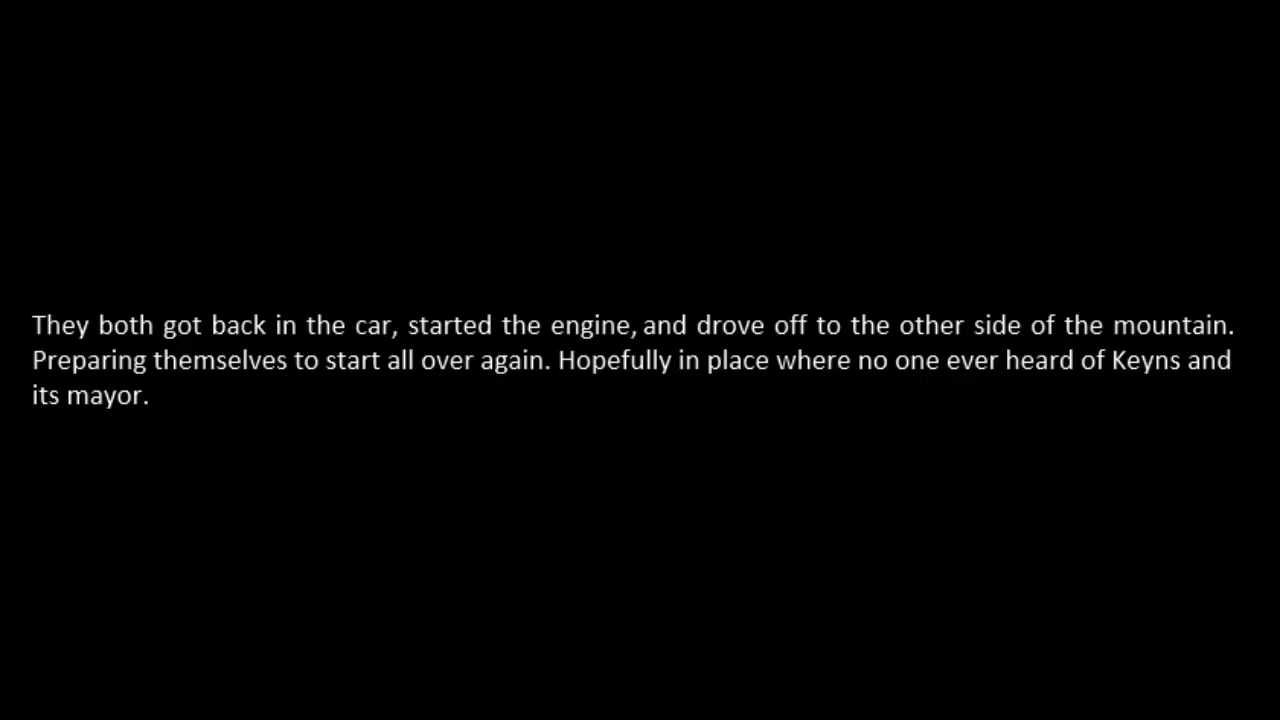 They both got back in the car, started the engine, and drove off to the other side of the mountain.
Preparing themselves to start all over again. Hopefully in place where no one ever heard of Keyns and
its mayor.